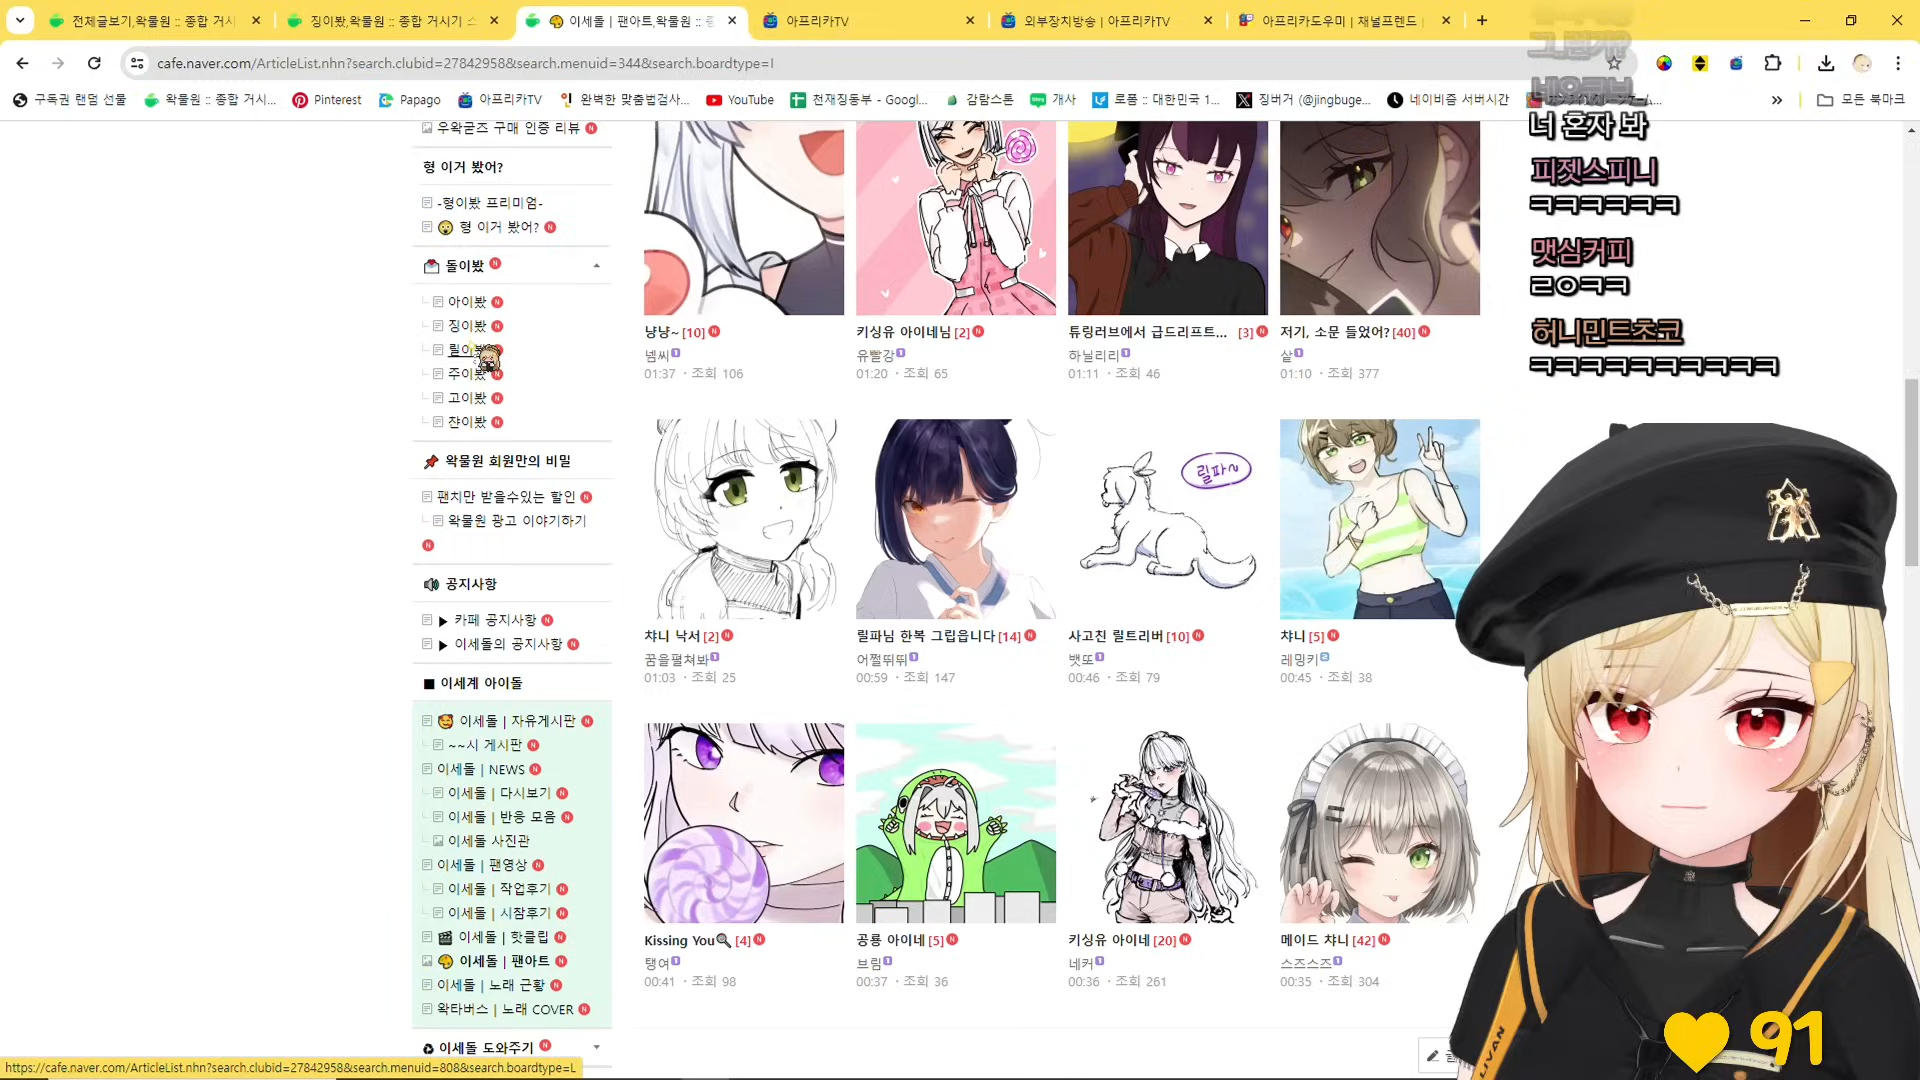 전체글보기,왁물원 :: 종합 거시
징이봤,왁물원 :: 종합 거시기 스
이세돌 | 팬아트,왁물원 :: 종
아프리카TV
외부장치방송 | 아프리카TV
아프리카도우미 | 채널프렌드
cafe.naver.com/ArticleList.nhn?search.clubid=27842958&search.menuid=344&search.boardtype=I
구독권 랜덤 선물
왁물원 :: 종합 거시...
Pinterest
Papago
아프리카TV
완벽한 맞춤법검사...
YouTube
천재징동부 - Googl...
감람스톤
개사
로폼 :: 대한민국 1...
징버거 (@jingbuge...
네이비즘 서버시간
모든 북마크
우왁굳즈 구매 인증 리뷰
형 이거 봤어?
-형이봤 프리미엄-
형 이거 봤어?
돌이봤
아이봤
징이봤
릴이봤
주이봤
고이봤
챤이봤
왁물원 회원만의 비밀
팬치만 받을수있는 할인
왁물원 광고 이야기하기
공지사항
▶ 카페 공지사항
▶ 이세돌의 공지사항
■ 이세계 아이돌
이세돌 | 자유게시판
~~시 게시판
이세돌 | NEWS
이세돌 | 다시보기
이세돌 | 반응 모음
이세돌 사진관
이세돌 | 팬영상
이세돌 | 작업후기
이세돌 | 시참후기
이세돌 | 핫클립
이세돌 | 팬아트
이세돌 | 노래 근황
왁타버스 | 노래 COVER
이세돌 도와주기
냥냥~ [10]
넴씨
01:37 · 조회 106
키싱유 아이네님 [2]
유빨강
01:20 · 조회 65
튜링러브에서 급드리프트... [3]
하닐리리
01:11 · 조회 46
저기, 소문 들었어? [40]
샅
01:10 · 조회 377
릴파~
챠니 낙서 [2]
꿈을펼쳐봐
01:03 · 조회 25
릴파님 한복 그립읍니다 [14]
어쩔뛰뛰
00:59 · 조회 147
사고친 릴트리버 [10]
뱃또
00:46 · 조회 79
챠니 [5]
레밍키
00:45 · 조회 38
Kissing You [4]
탱여
00:41 · 조회 98
공룡 아이네 [5]
브림
00:37 · 조회 36
키싱유 아이네 [20]
네커
00:36 · 조회 261
메이드 챠니 [42]
스즈스즈
00:35 · 조회 304
그런가?
너 혼자 봐
피젯스피니
ㅋㅋㅋㅋㅋㅋ
맷심커피
ㄹㅇㅋㅋ
허니민트초코
ㅋㅋㅋㅋㅋㅋㅋㅋㅋㅋ
LIVAN
91
https://cafe.naver.com/ArticleList.nhn?search.clubid=27842958&search.menuid=808&search.boardtype=L